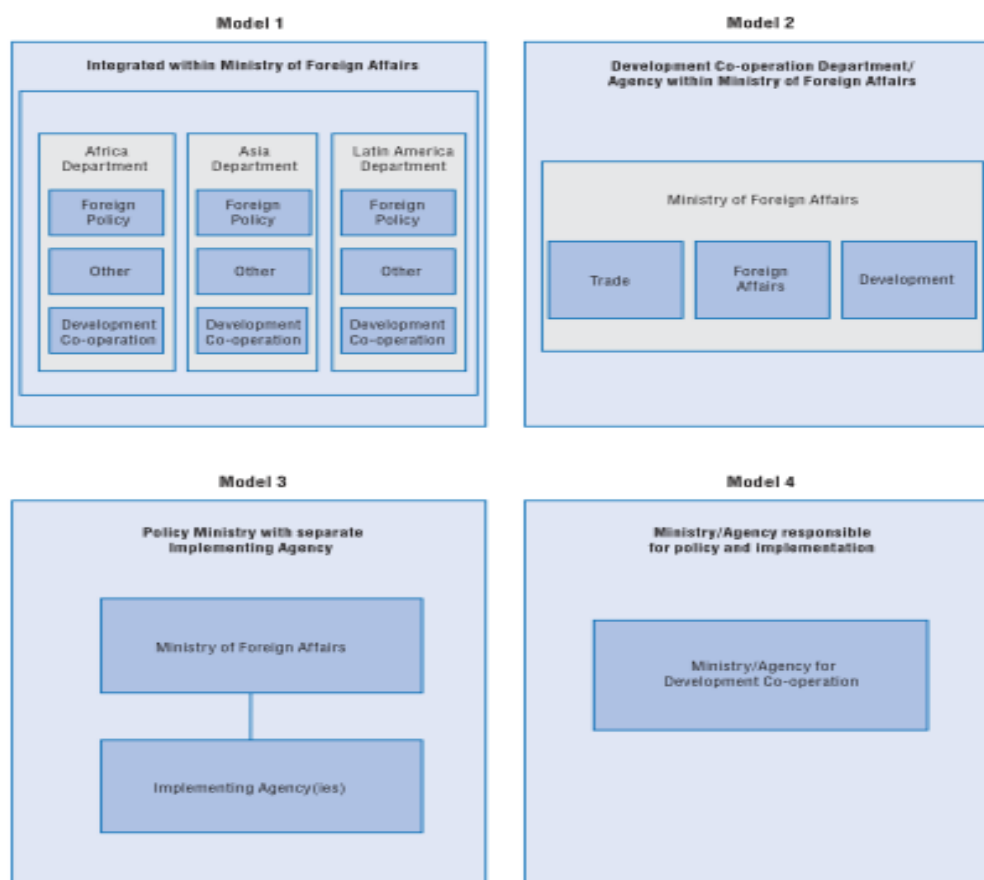 Model 1
Integrated within Ministry of Foreign Affairs
Africa
Department
Foreign
Policy
Other
Development
Co-operation
Asia
Department
Foreign
Policy
Other
Development
Co-operation
Latin America
Department
Foreign
Policy
Other
Development
Co-operation
Model 2
Development Co-operation Department/
Agency within Ministry of Foreign Affairs
Ministry of Foreign Affairs
Trade
Foreign
Affairs
Development
Model 3
Policy Ministry with separate
Implementing Agency
Ministry of Foreign Affairs
Implementing Agency(ies)
Model 4
Ministry/Agency responsible
for policy and implementation
Ministry/Agency for
Development Co-operation